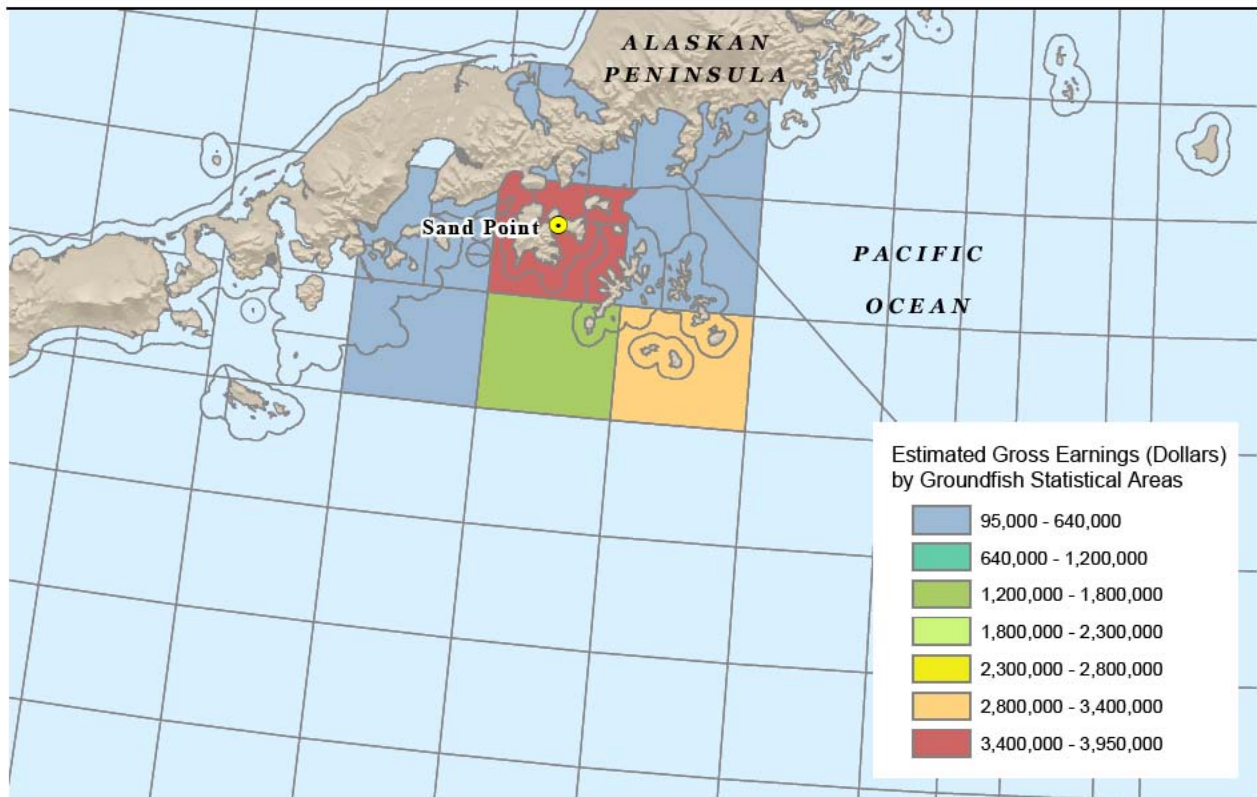 ALASKAN
PENINSULA
Sand Point
PACIFIC
OCEAN
Estimated Gross Earnings (Dollars)
by Groundfish Statistical Areas
95,000 - 640,000
640,000 - 1,200,000
1,200,000 - 1,800,000
1,800,000 - 2,300,000
2,300,000 - 2,800,000
2,800,000 - 3,400,000
3,400,000 - 3,950,000